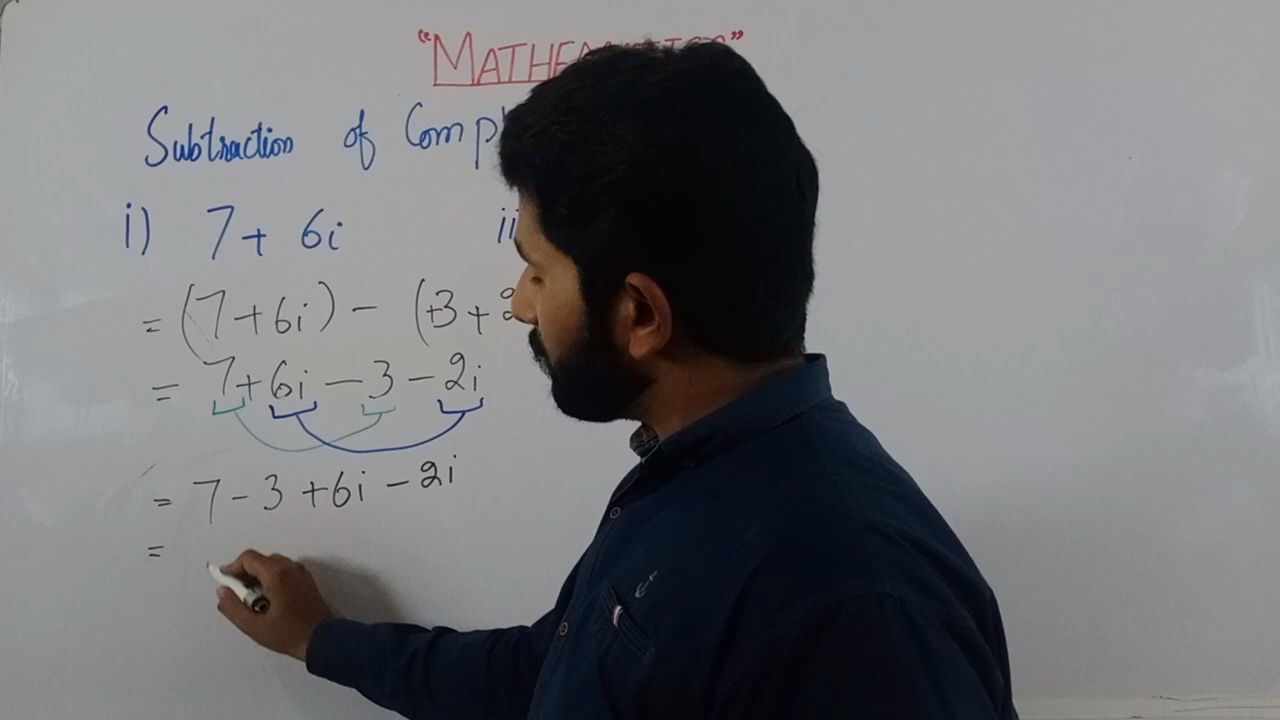 "MATHEMATICS"
Subtraction of Comp
i) 7 + 6i ii
= (7 + 6i) - (+3 + 2
= 7 + 6i - 3 - 2i
= 7 - 3 + 6i - 2i
=